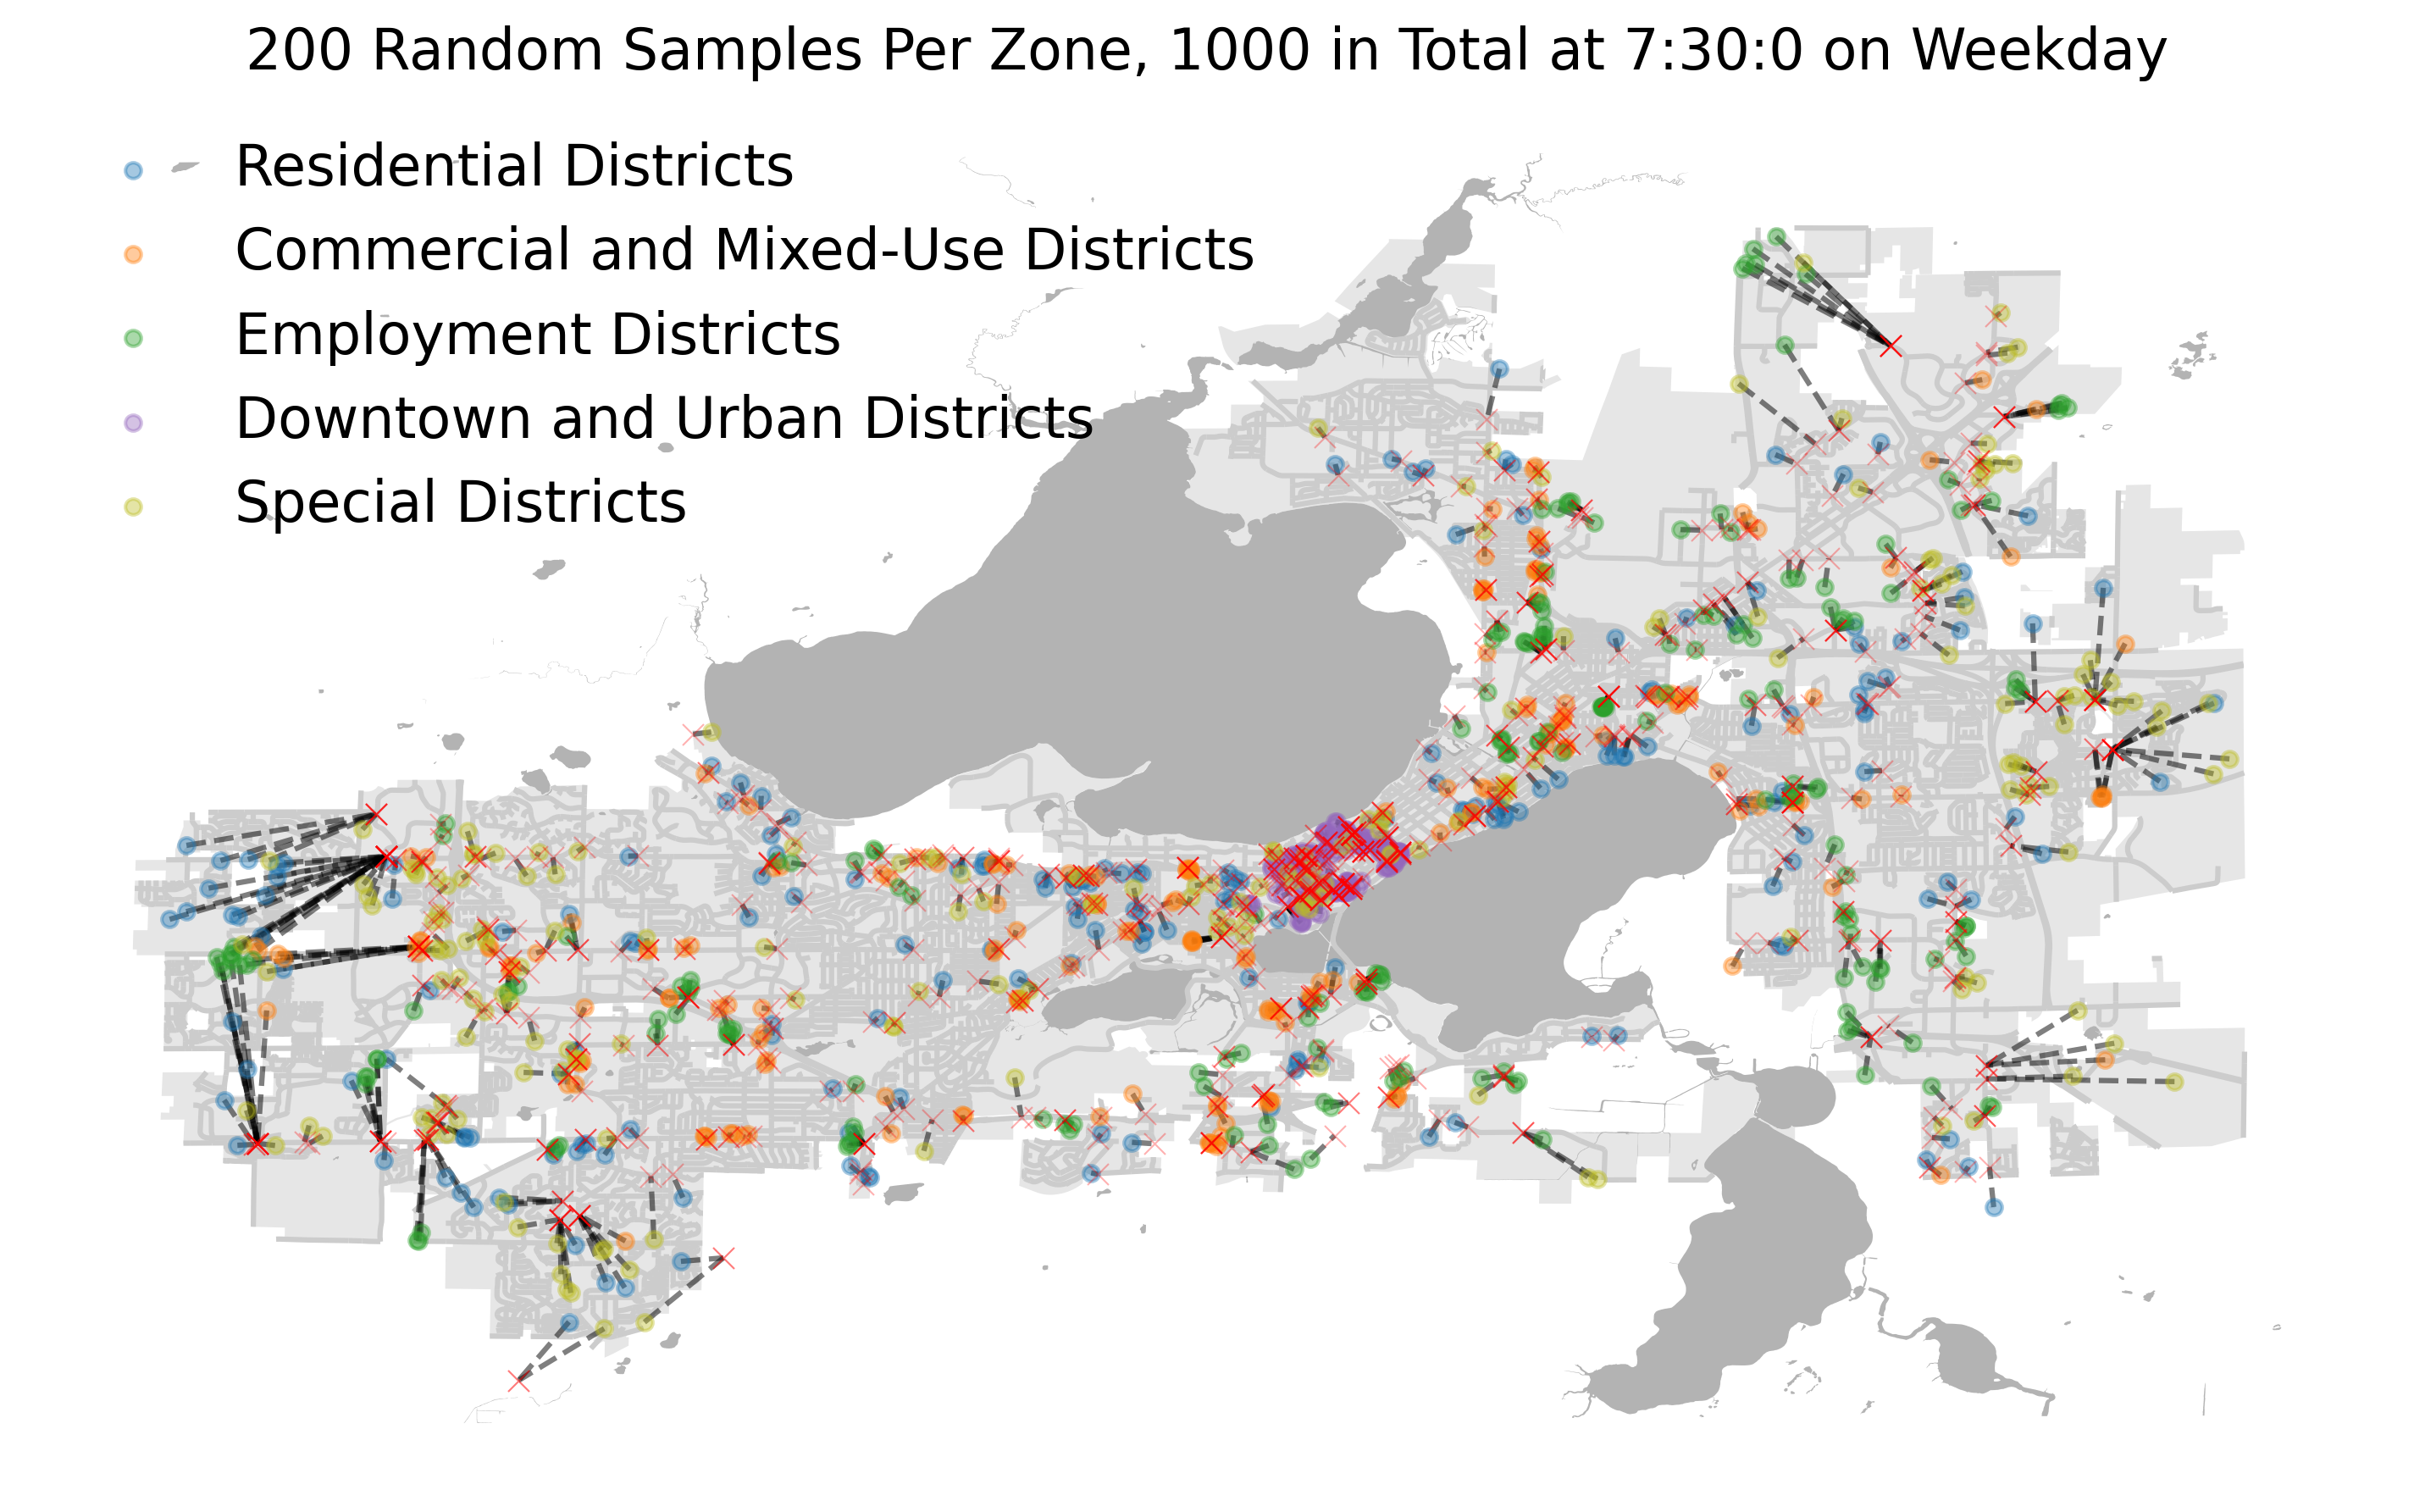 200 Random Samples Per Zone, 1000 in Total at 7:30:0 on Weekday
Residential Districts
Commercial and Mixed-Use Districts
Employment Districts
Downtown and Urban Districts
Special Districts